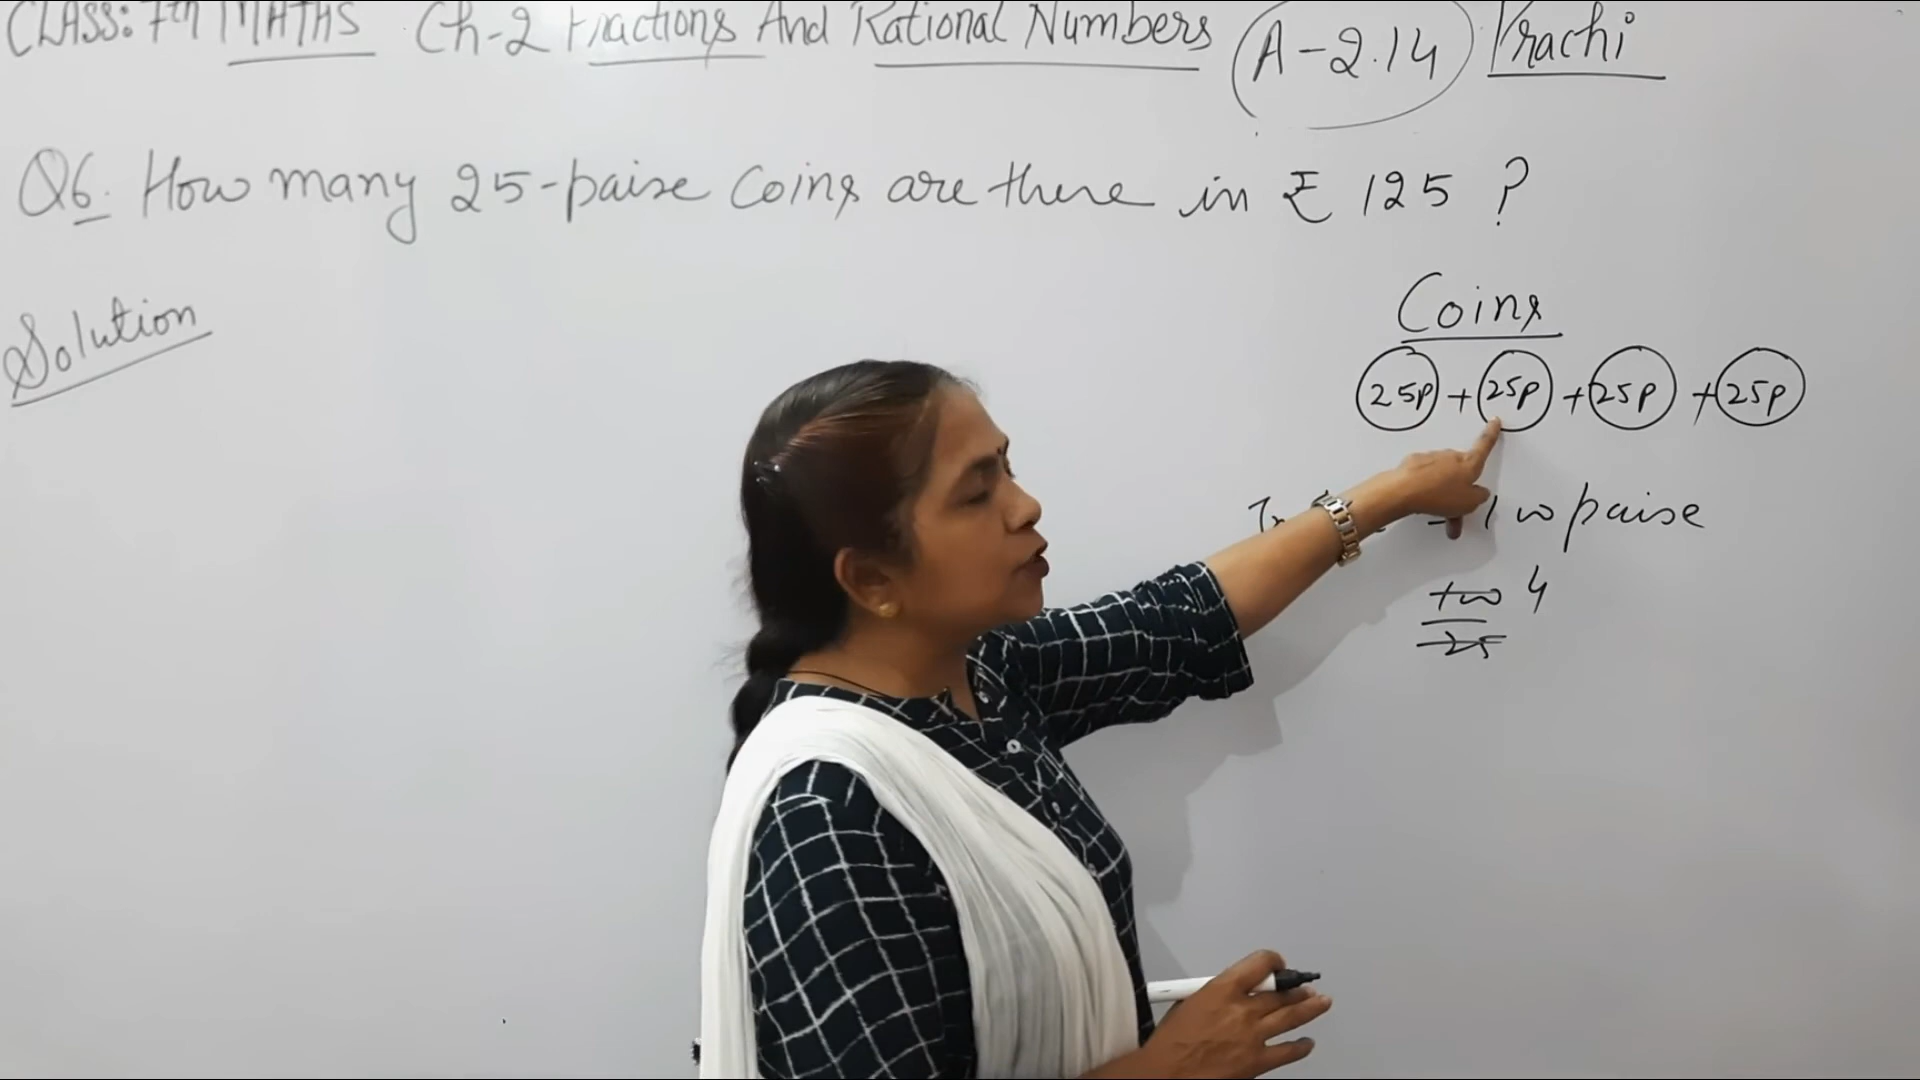 CLASS: 7TH MATHS Ch-2 Fractions And Rational Numbers A-2.14 Prachi
Q6. How many 25-paise Coins are there in ₹ 125 ?
Solution
Coins
25p + 25p + 25p + 25p
100 paise
100 4
25